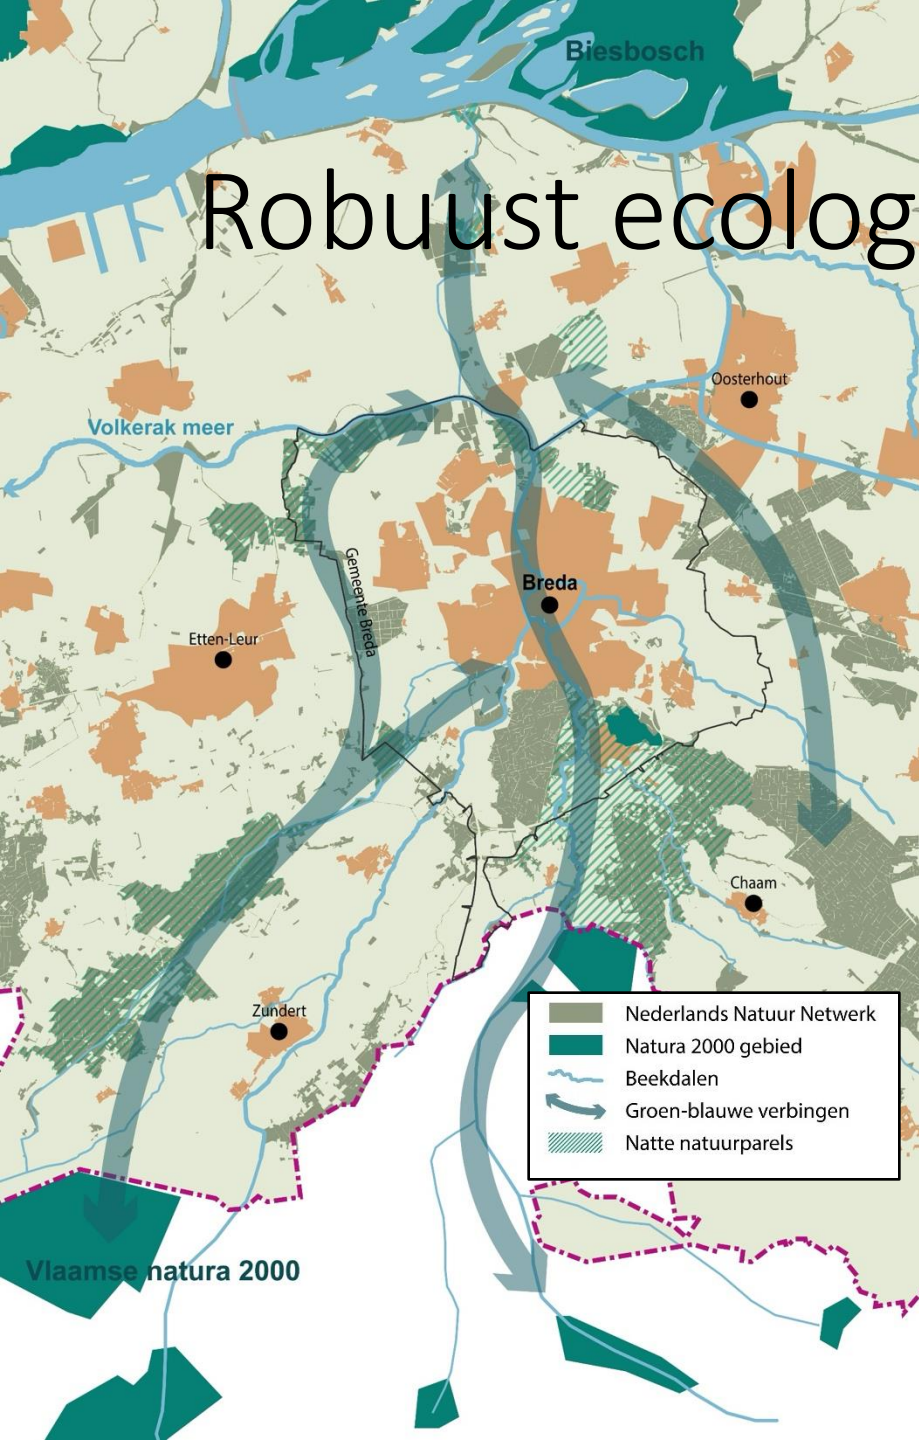 Biesbosch
Robuust ecolog
Oosterhout
Volkerak meer
Gemeente Breda
Breda
Etten-Leur
Chaam
Zundert
Nederlands Natuur Netwerk
Natura 2000 gebied
Beekdalen
Groen-blauwe verbingen
Natte natuurparels
Vlaamse natura 2000